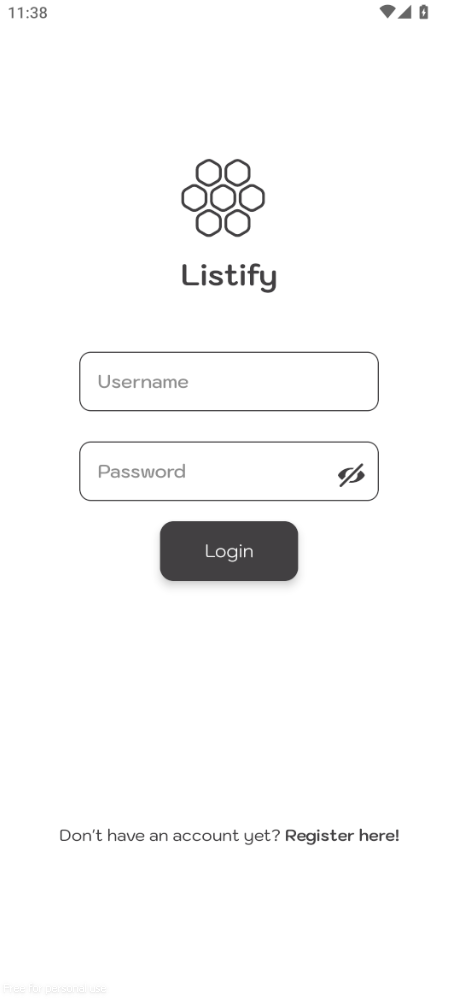 11:38
Listify
Username
Password
Login
Don't have an account yet? Register here!
Free for personal use